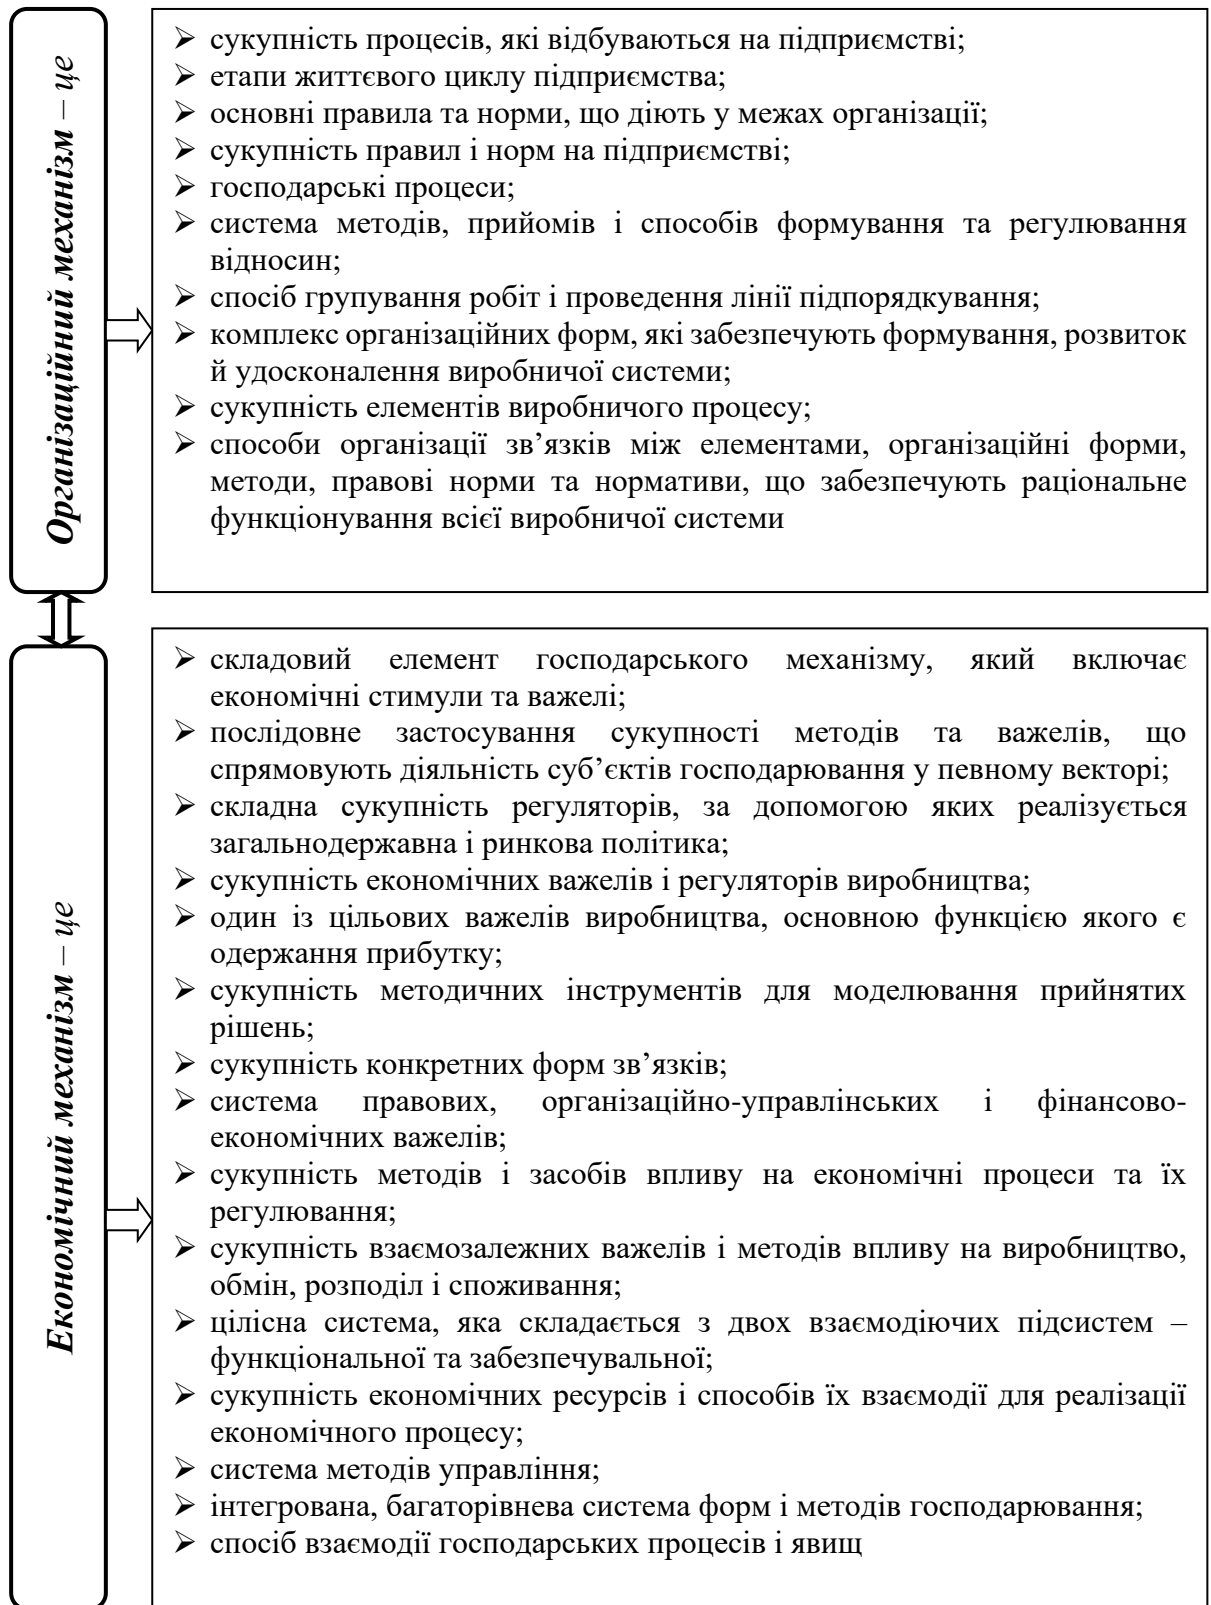 Організаційний механізм – це
➢ сукупність процесів, які відбуваються на підприємстві;
➢ етапи життєвого циклу підприємства;
➢ основні правила та норми, що діють у межах організації;
➢ сукупність правил і норм на підприємстві;
➢ господарські процеси;
➢ система методів, прийомів і способів формування та регулювання
відносин;
➢ спосіб групування робіт і проведення лінії підпорядкування;
➢ комплекс організаційних форм, які забезпечують формування, розвиток
й удосконалення виробничої системи;
➢ сукупність елементів виробничого процесу;
➢ способи організації зв’язків між елементами, організаційні форми,
методи, правові норми та нормативи, що забезпечують раціональне
функціонування всієї виробничої системи
Економічний механізм – це
➢ складовий елемент господарського механізму, який включає
економічні стимули та важелі;
➢ послідовне застосування сукупності методів та важелів, що
спрямовують діяльність суб’єктів господарювання у певному векторі;
➢ складна сукупність регуляторів, за допомогою яких реалізується
загальнодержавна і ринкова політика;
➢ сукупність економічних важелів і регуляторів виробництва;
➢ один із цільових важелів виробництва, основною функцією якого є
одержання прибутку;
➢ сукупність методичних інструментів для моделювання прийнятих
рішень;
➢ сукупність конкретних форм зв’язків;
➢ система правових, організаційно-управлінських і фінансово-
економічних важелів;
➢ сукупність методів і засобів впливу на економічні процеси та їх
регулювання;
➢ сукупність взаємозалежних важелів і методів впливу на виробництво,
обмін, розподіл і споживання;
➢ цілісна система, яка складається з двох взаємодіючих підсистем –
функціональної та забезпечувальної;
➢ сукупність економічних ресурсів і способів їх взаємодії для реалізації
економічного процесу;
➢ система методів управління;
➢ інтегрована, багаторівнева система форм і методів господарювання;
➢ спосіб взаємодії господарських процесів і явищ